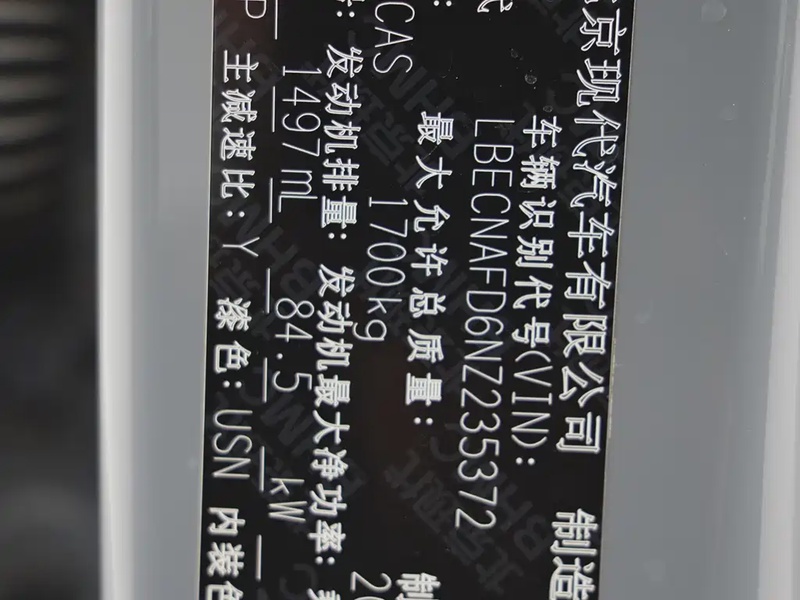 京现代汽车有限公司 制造
车辆识别代号(VIN):
LBECNAFD6NZ235372
最大允许总质量: 制
1700kg 20
发动机排量: 发动机最大净功率:
CAS 1497mL 84.5 kW
主减速比: 漆色: USN 内装色